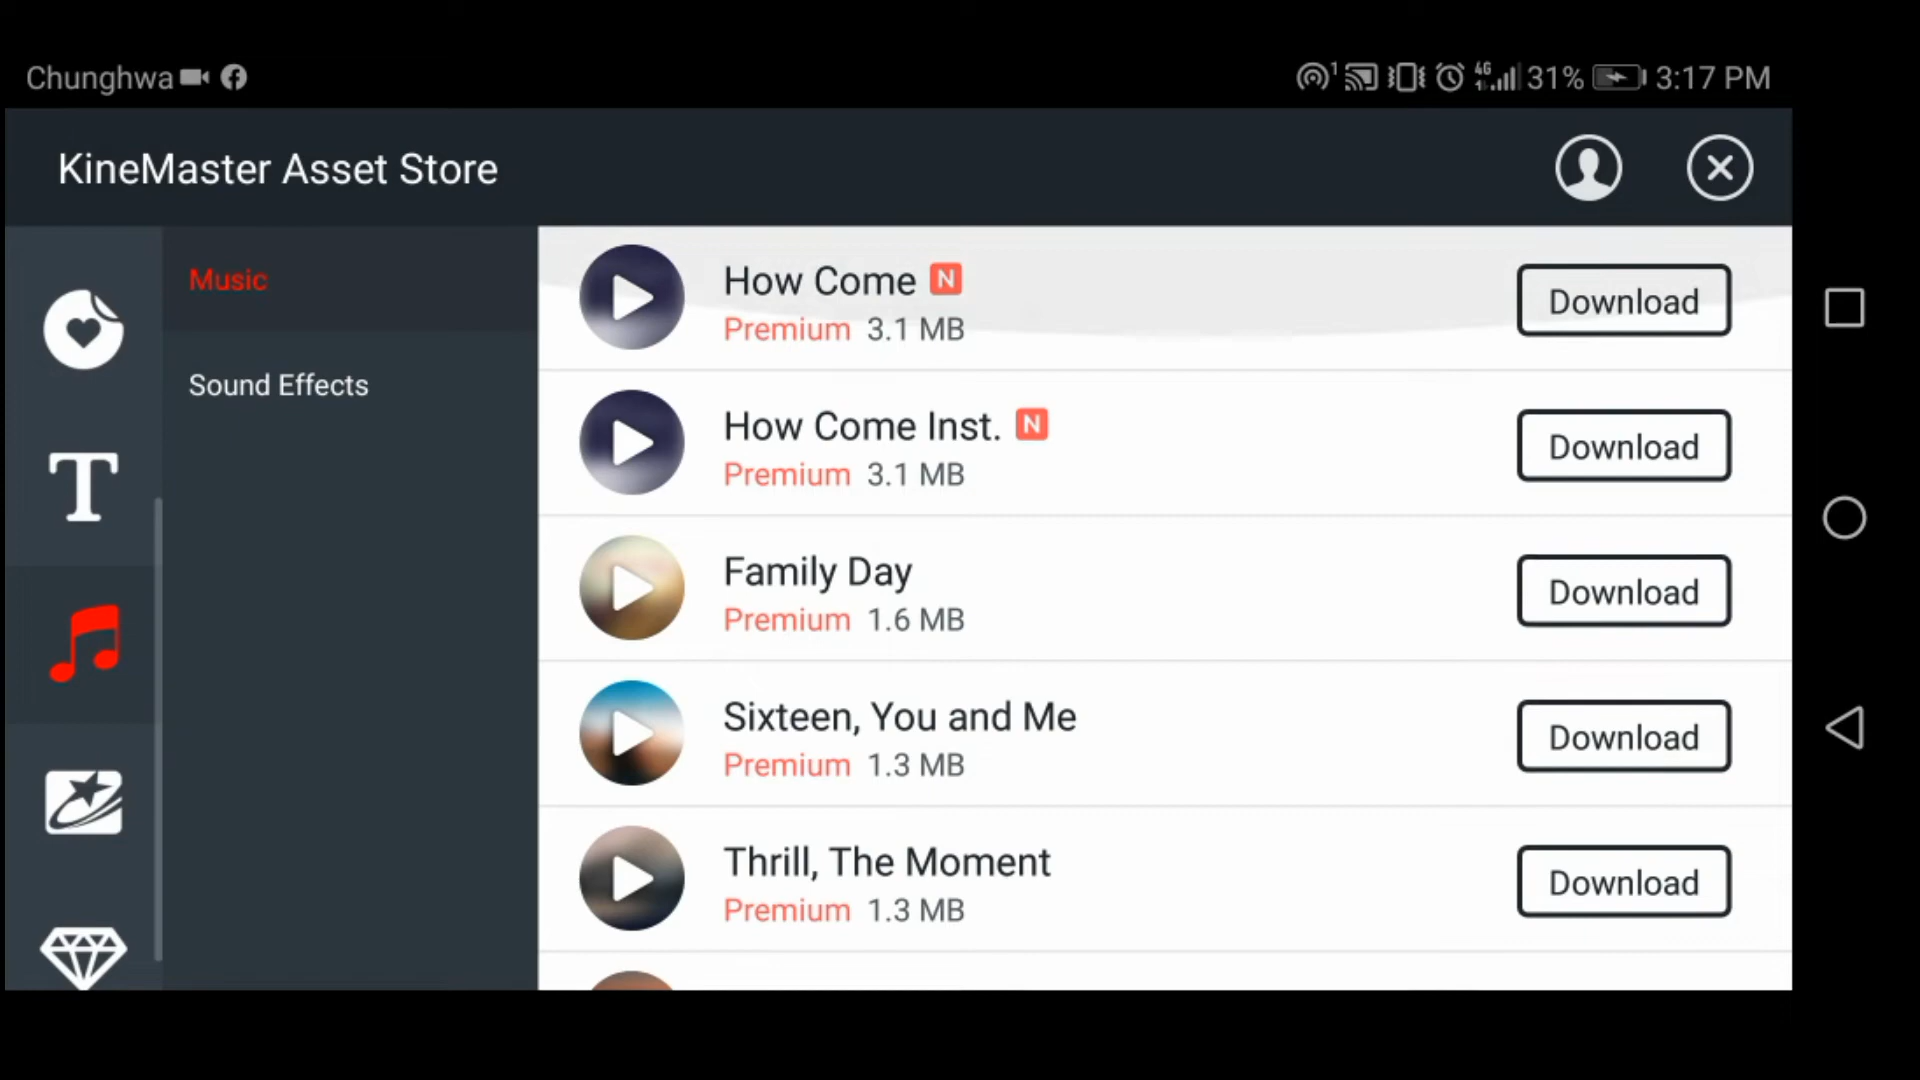 Chunghwa
1 4G 31% 3:17 PM
KineMaster Asset Store
Music
Sound Effects
T
How Come N
Premium 3.1 MB
Download
How Come Inst. N
Premium 3.1 MB
Download
Family Day
Premium 1.6 MB
Download
Sixteen, You and Me
Premium 1.3 MB
Download
Thrill, The Moment
Premium 1.3 MB
Download